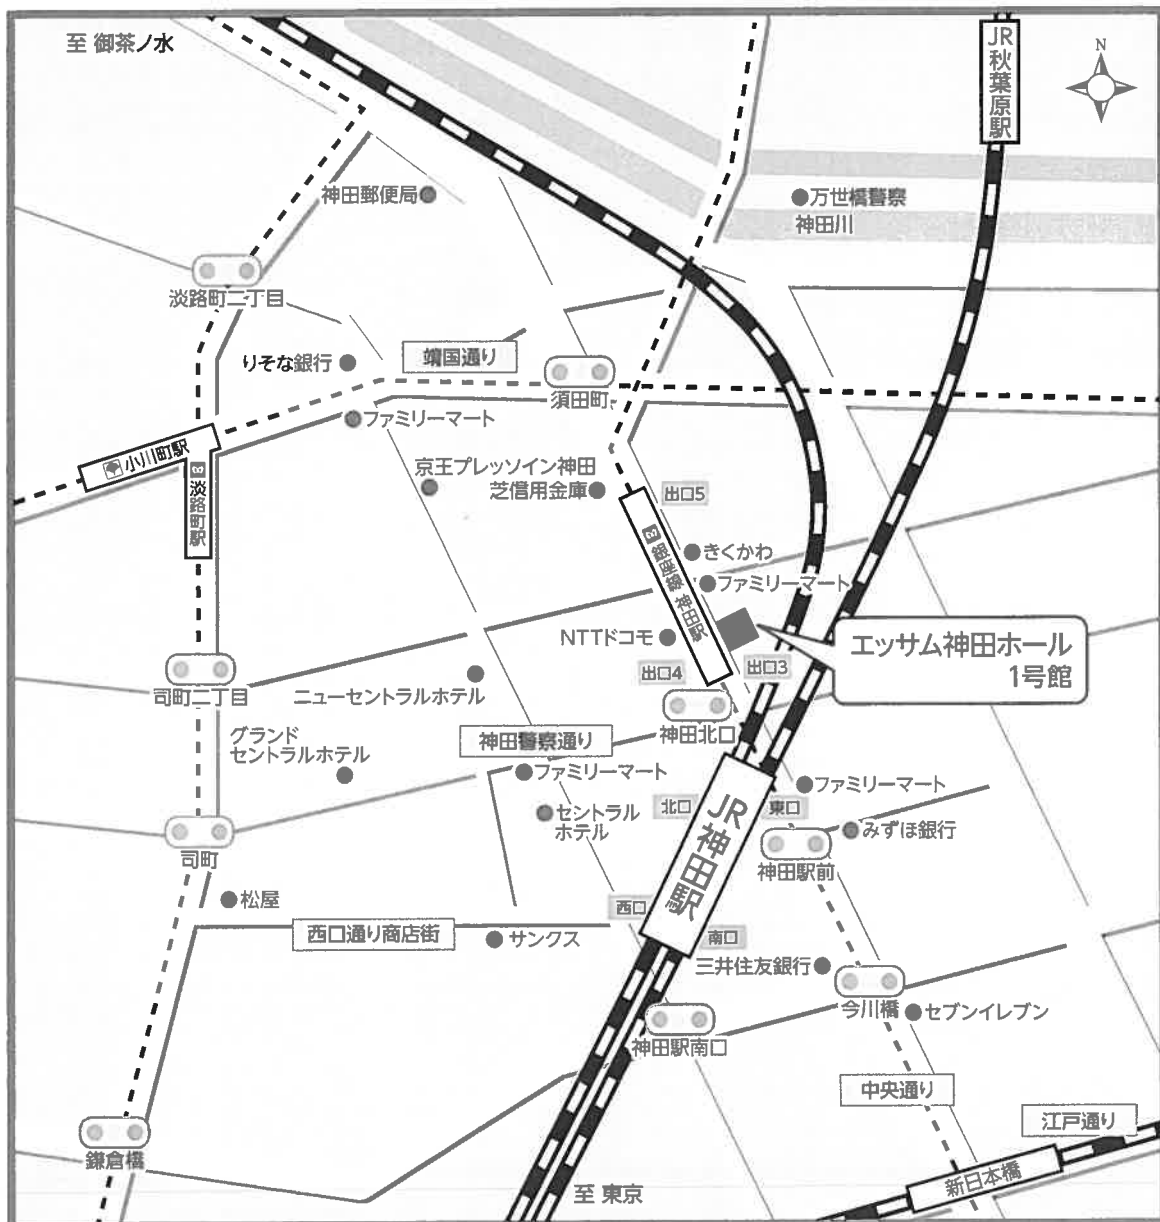 至 御茶ノ水
JR秋葉原駅
N
神田郵便局
万世橋警察
神田川
淡路町二丁目
りそな銀行
靖国通り
須田町
ファミリーマート
小川町駅
淡路町駅
京王プレッソイン神田
芝信用金庫
出口5
銀座線 神田駅
きくかわ
ファミリーマート
NTTドコモ
出口4
出口3
エッサム神田ホール
1号館
司町二丁目
ニューセントラルホテル
神田北口
グランド
セントラルホテル
神田警察通り
ファミリーマート
セントラル
ホテル
北口
JR神田駅
東口
ファミリーマート
みずほ銀行
神田駅前
司町
松屋
西口
西口通り商店街
サンクス
南口
三井住友銀行
今川橋
セブンイレブン
神田駅南口
中央通り
江戸通り
鎌倉橋
至 東京
新日本橋